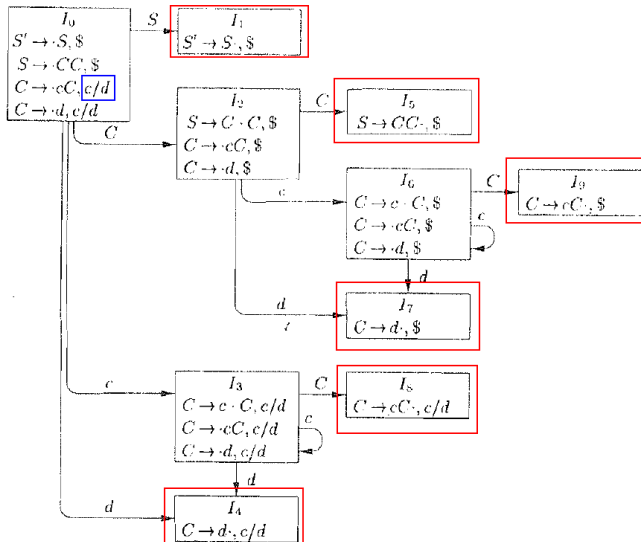 I₀
S' → ·S, $
S → ·CC, $
C → ·cC, c/d
C → ·d, c/d
S
I₁
S' → S·, $
C
I₂
S → C · C, $
C → ·cC, $
C → ·d, $
C
I₅
S → CC·, $
c
I₆
C → c · C, $
C → ·cC, $
C → ·d, $
C
c
I₉
C → cC·, $
d
d
I₇
C → d·, $
c
I₃
C → c · C, c/d
C → ·cC, c/d
C → ·d, c/d
C
c
I₈
C → cC·, c/d
d
d
I₄
C → d·, c/d